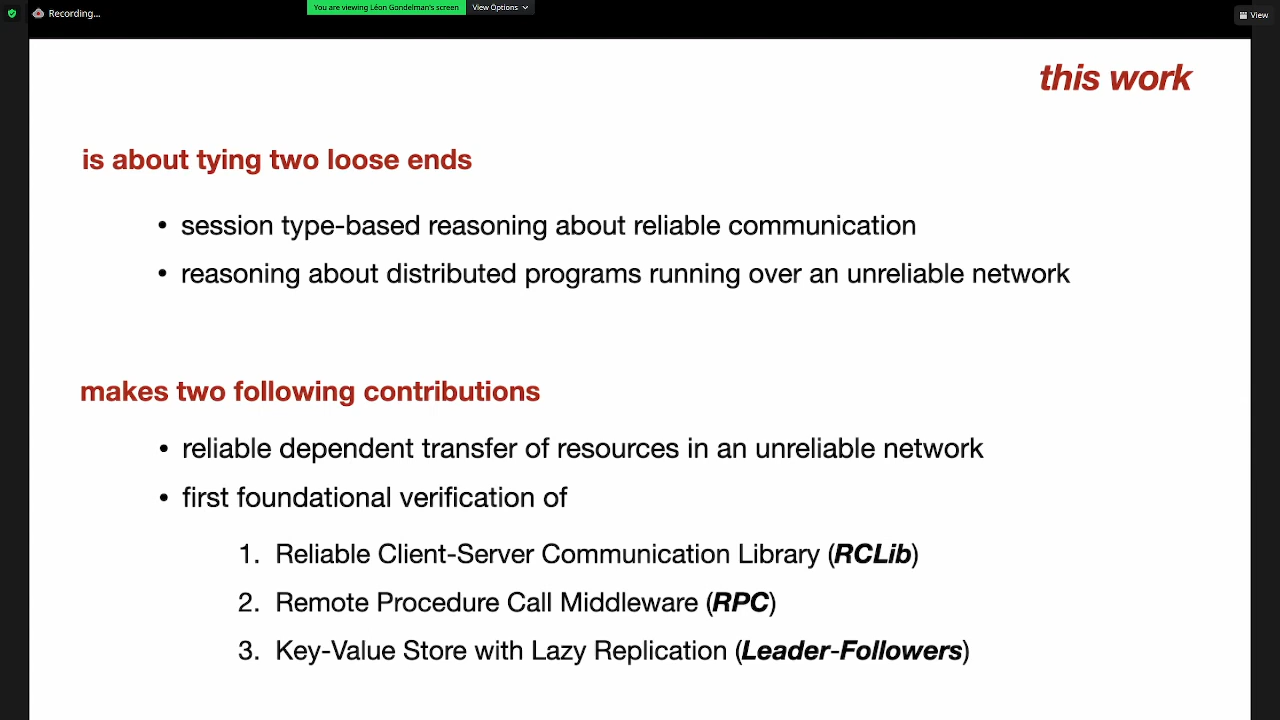 Recording...
You are viewing Léon Gondelman's screen
View Options
View
this work
is about tying two loose ends
• session type-based reasoning about reliable communication
• reasoning about distributed programs running over an unreliable network
makes two following contributions
• reliable dependent transfer of resources in an unreliable network
• first foundational verification of
1. Reliable Client-Server Communication Library (RCLib)
2. Remote Procedure Call Middleware (RPC)
3. Key-Value Store with Lazy Replication (Leader-Followers)